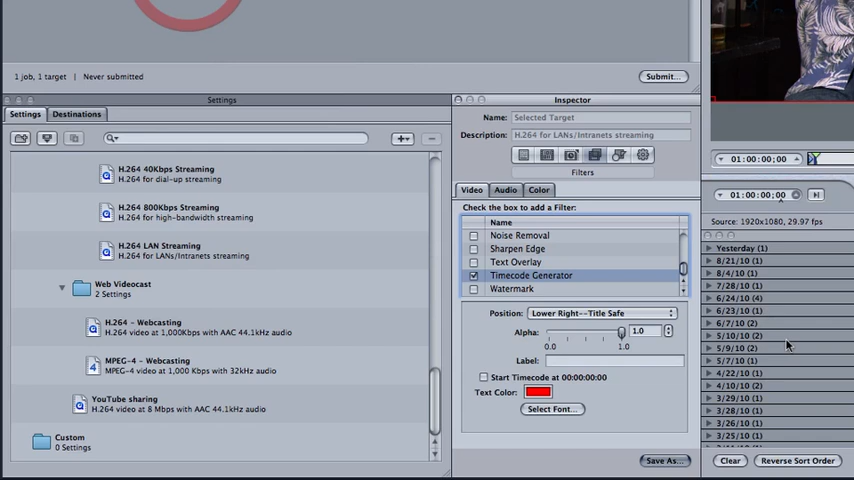 1 job, 1 target | Never submitted
Submit...
Settings
Settings
Destinations
H.264 40Kbps Streaming
H.264 for dial-up streaming
H.264 800Kbps Streaming
H.264 for high-bandwidth streaming
H.264 LAN Streaming
H.264 for LANs/Intranets streaming
Web Videocast
2 Settings
H.264 - Webcasting
H.264 video at 1,000Kbps with AAC 44.1kHz audio
MPEG-4 - Webcasting
MPEG-4 video at 1,000 Kbps with 32kHz audio
YouTube sharing
H.264 video at 8 Mbps with AAC 44.1kHz audio
Custom
0 Settings
Inspector
Name: Selected Target
Description: H.264 for LANs/Intranets streaming
Filters
Video
Audio
Color
Check the box to add a Filter:
Name
Noise Removal
Sharpen Edge
Text Overlay
Timecode Generator
Watermark
Position: Lower Right--Title Safe
Alpha: 1.0
0.0 1.0
Label:
Start Timecode at 00:00:00:00
Text Color:
Select Font...
Save As...
01:00:00;00
01:00:00;00
Source: 1920x1080, 29.97 fps
Yesterday (1)
8/21/10 (1)
8/4/10 (1)
7/28/10 (1)
6/24/10 (4)
6/23/10 (1)
6/7/10 (2)
5/10/10 (2)
5/9/10 (2)
5/7/10 (1)
4/22/10 (1)
4/10/10 (2)
3/29/10 (1)
3/28/10 (1)
3/26/10 (1)
3/25/10 (1)
Clear
Reverse Sort Order